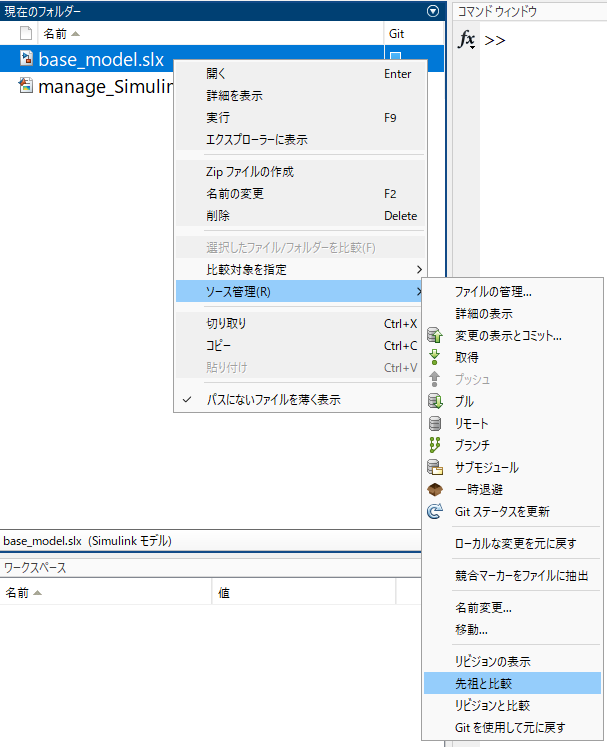 現在のフォルダー
名前
Git
base_model.slx
manage_Simulin
コマンド ウィンドウ
fx >>
開く Enter
詳細を表示
実行 F9
エクスプローラーに表示
Zip ファイルの作成
名前の変更 F2
削除 Delete
選択したファイル/フォルダーを比較(F)
比較対象を指定
ソース管理(R)
切り取り Ctrl+X
コピー Ctrl+C
貼り付け Ctrl+V
パスにないファイルを薄く表示
ファイルの管理...
詳細の表示
変更の表示とコミット...
取得
プッシュ
プル
リモート
ブランチ
サブモジュール
一時退避
Git ステータスを更新
ローカルな変更を元に戻す
競合マーカーをファイルに抽出
名前変更...
移動...
リビジョンの表示
先祖と比較
リビジョンと比較
Git を使用して元に戻す
base_model.slx (Simulink モデル)
ワークスペース
名前
値